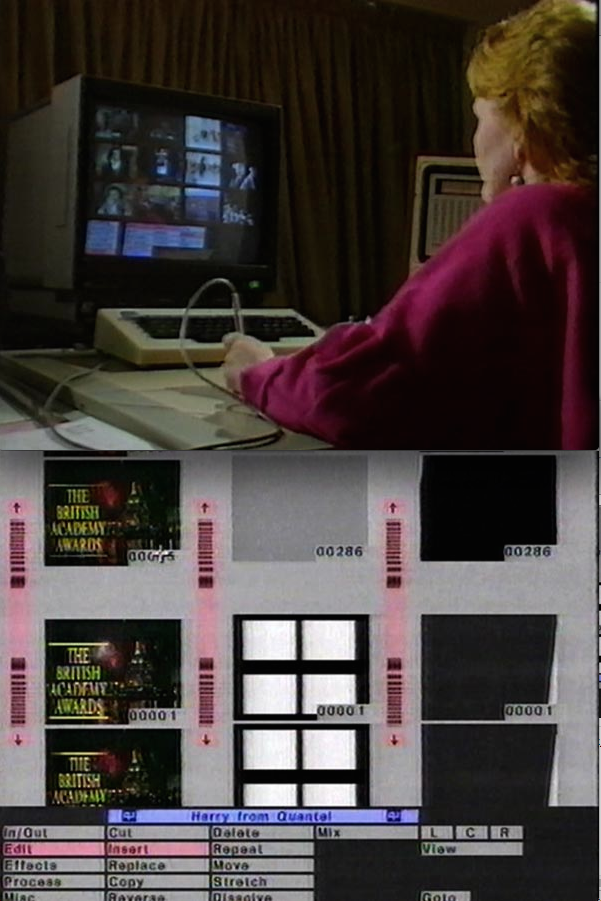 THE
BRITISH
ACADEMY
AWARDS
00286
00286
THE
BRITISH
ACADEMY
AWARDS
00001
00001
00001
THE
BRITISH
ACADEMY
Harry from Quantel
In/Out Cut Delete Mix L C R
Edit Insert Repeat View
Effects Replace Move
Process Copy Stretch
Misc Reverse Dissolve Goto